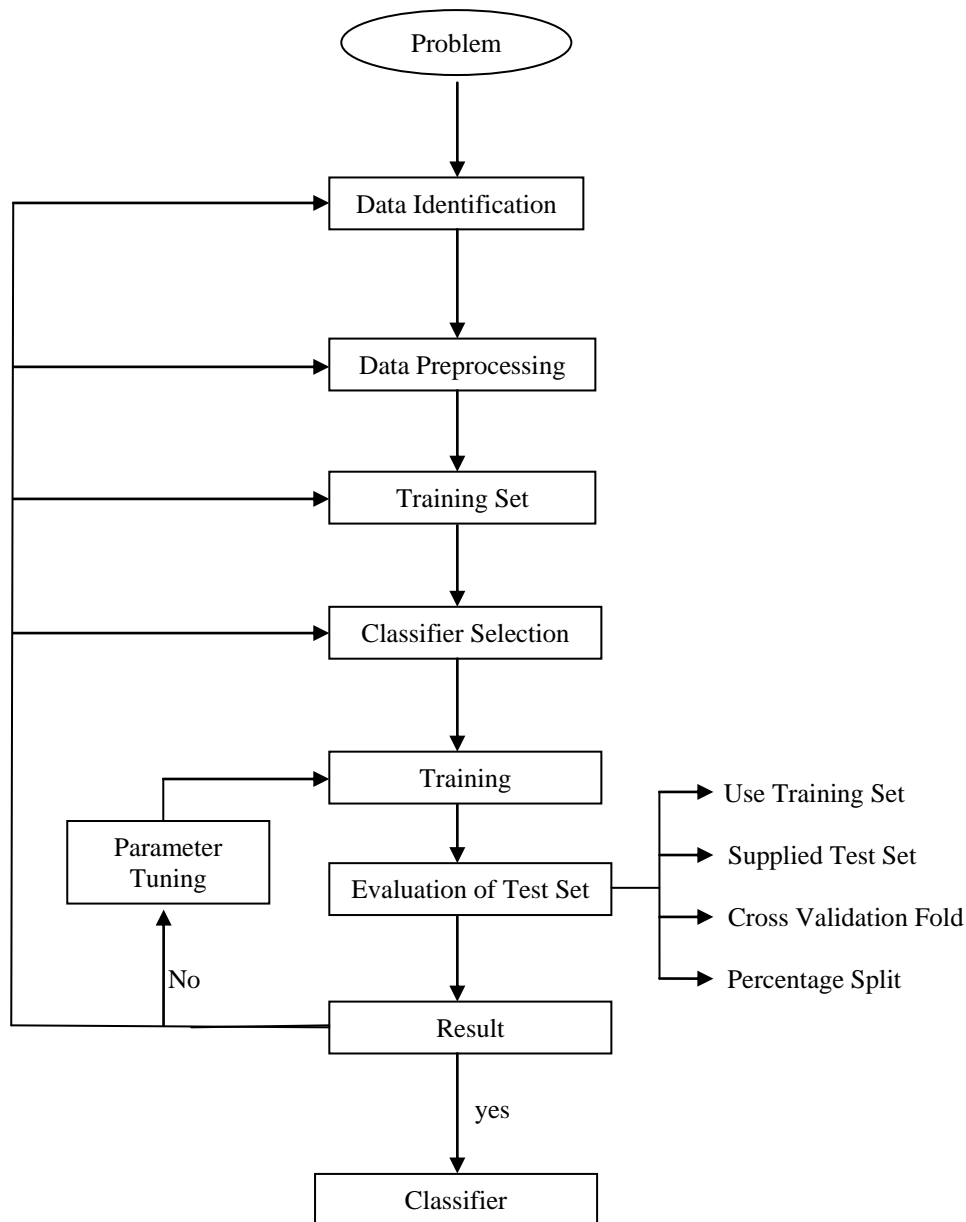 Problem
Data Identification
Data Preprocessing
Training Set
Classifier Selection
Training
Use Training Set
Parameter
Tuning
Supplied Test Set
Evaluation of Test Set
Cross Validation Fold
Percentage Split
No
Result
yes
Classifier